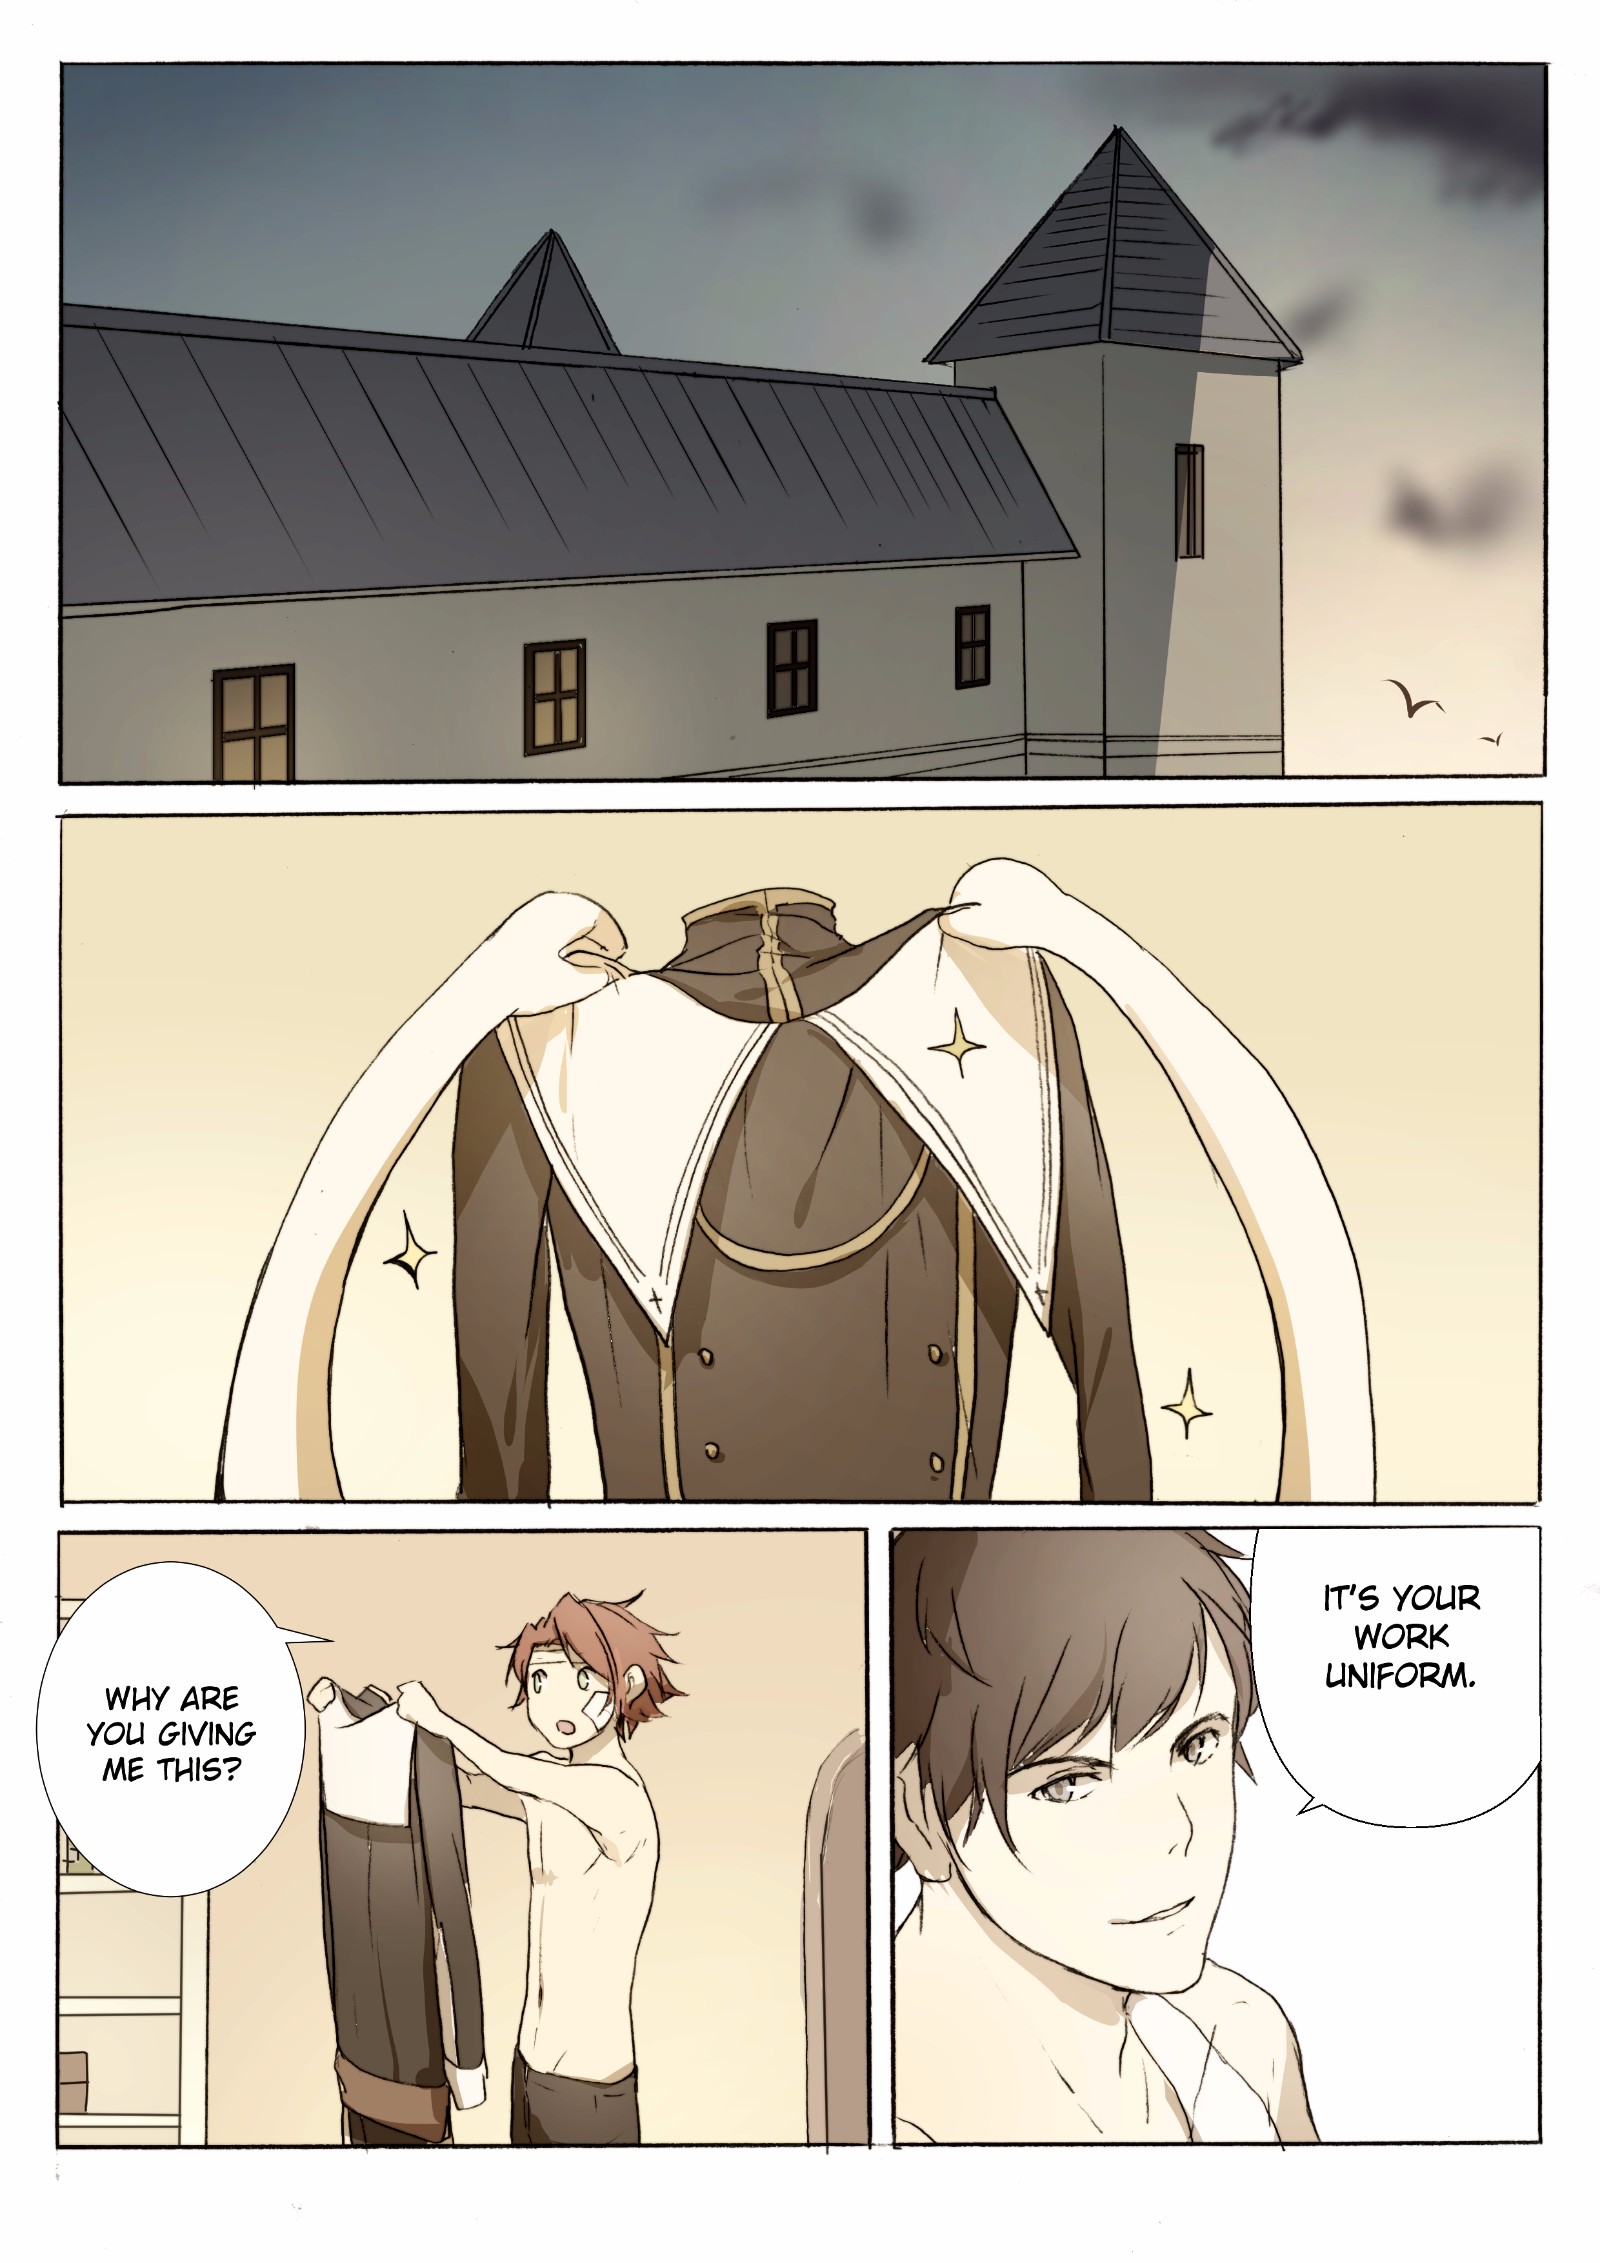 WHY ARE
YOU GIVING
ME THIS?
IT'S YOUR
WORK
UNIFORM.